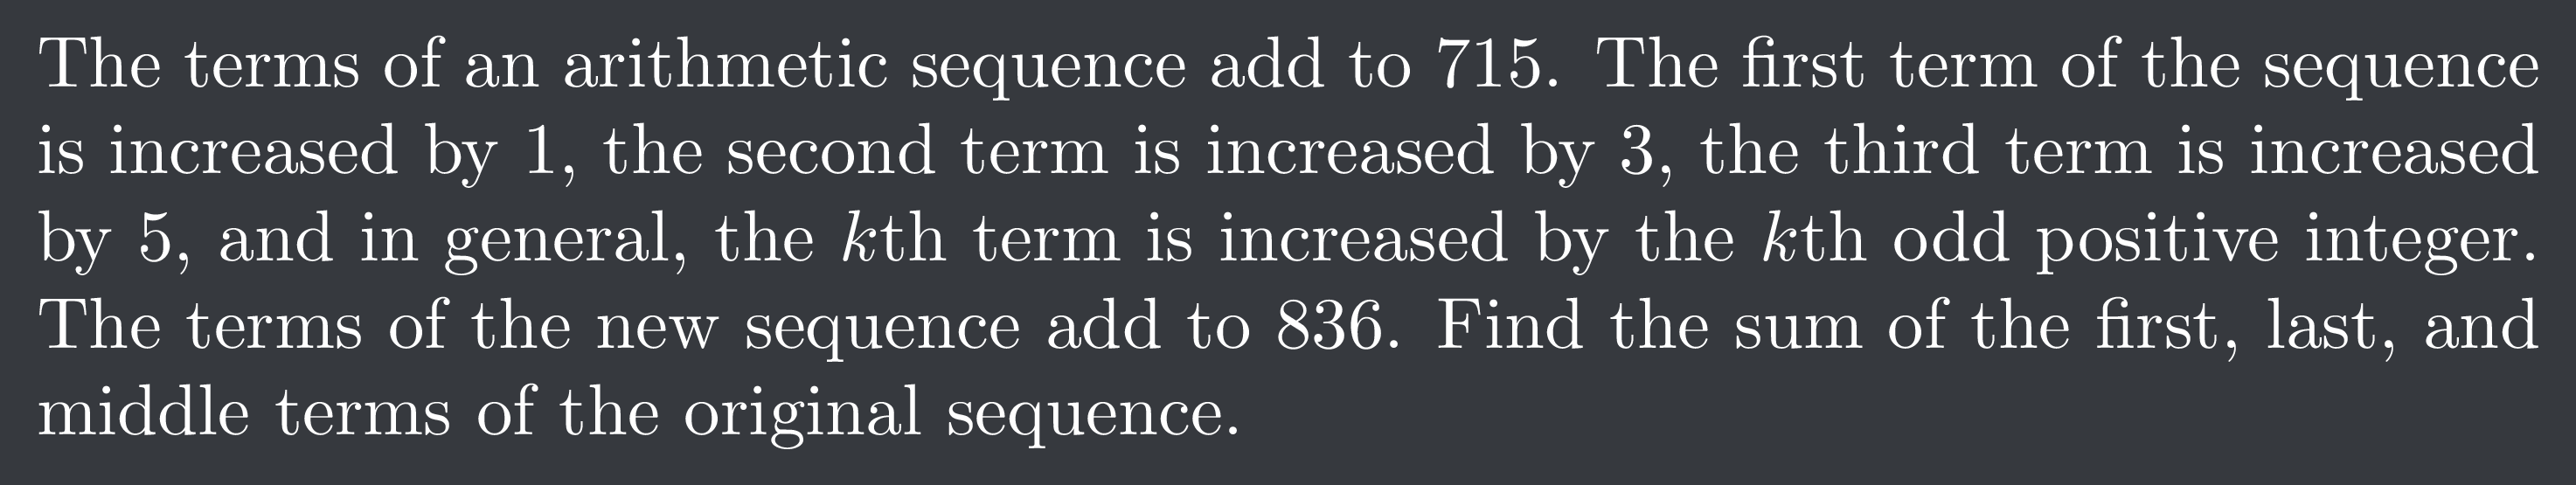 The terms of an arithmetic sequence add to 715. The first term of the sequence
is increased by 1, the second term is increased by 3, the third term is increased
by 5, and in general, the kth term is increased by the kth odd positive integer.
The terms of the new sequence add to 836. Find the sum of the first, last, and
middle terms of the original sequence.